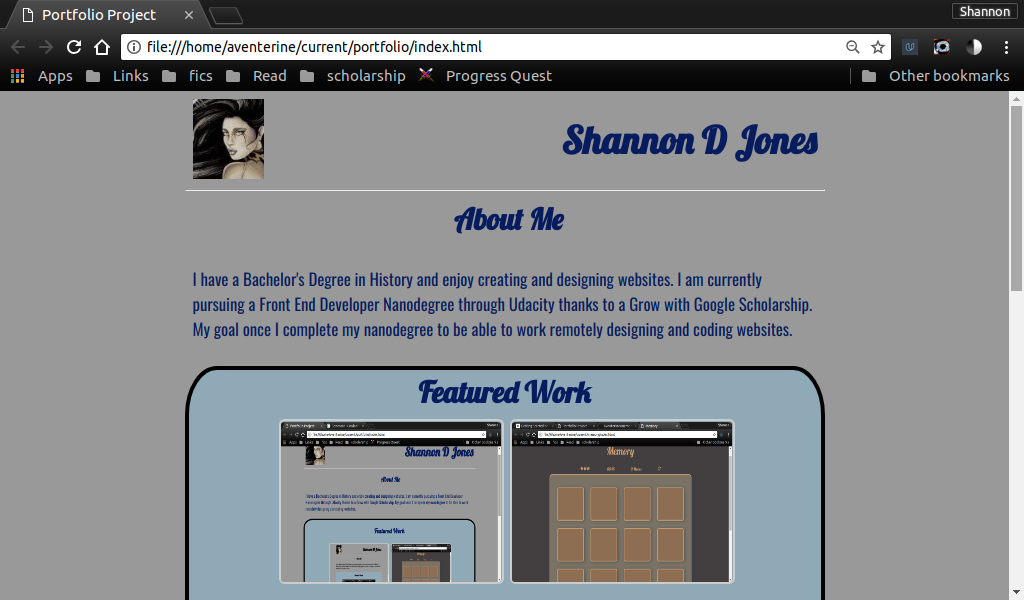 Portfolio Project
Shannon
file:///home/aventerine/current/portfolio/index.html
Apps Links fics Read scholarship Progress Quest Other bookmarks
Shannon D Jones
About Me
I have a Bachelor's Degree in History and enjoy creating and designing websites. I am currently
pursuing a Front End Developer Nanodegree through Udacity thanks to a Grow with Google Scholarship.
My goal once I complete my nanodegree to be able to work remotely designing and coding websites.
Featured Work
Shannon D Jones
About Me
Featured Work
Memory